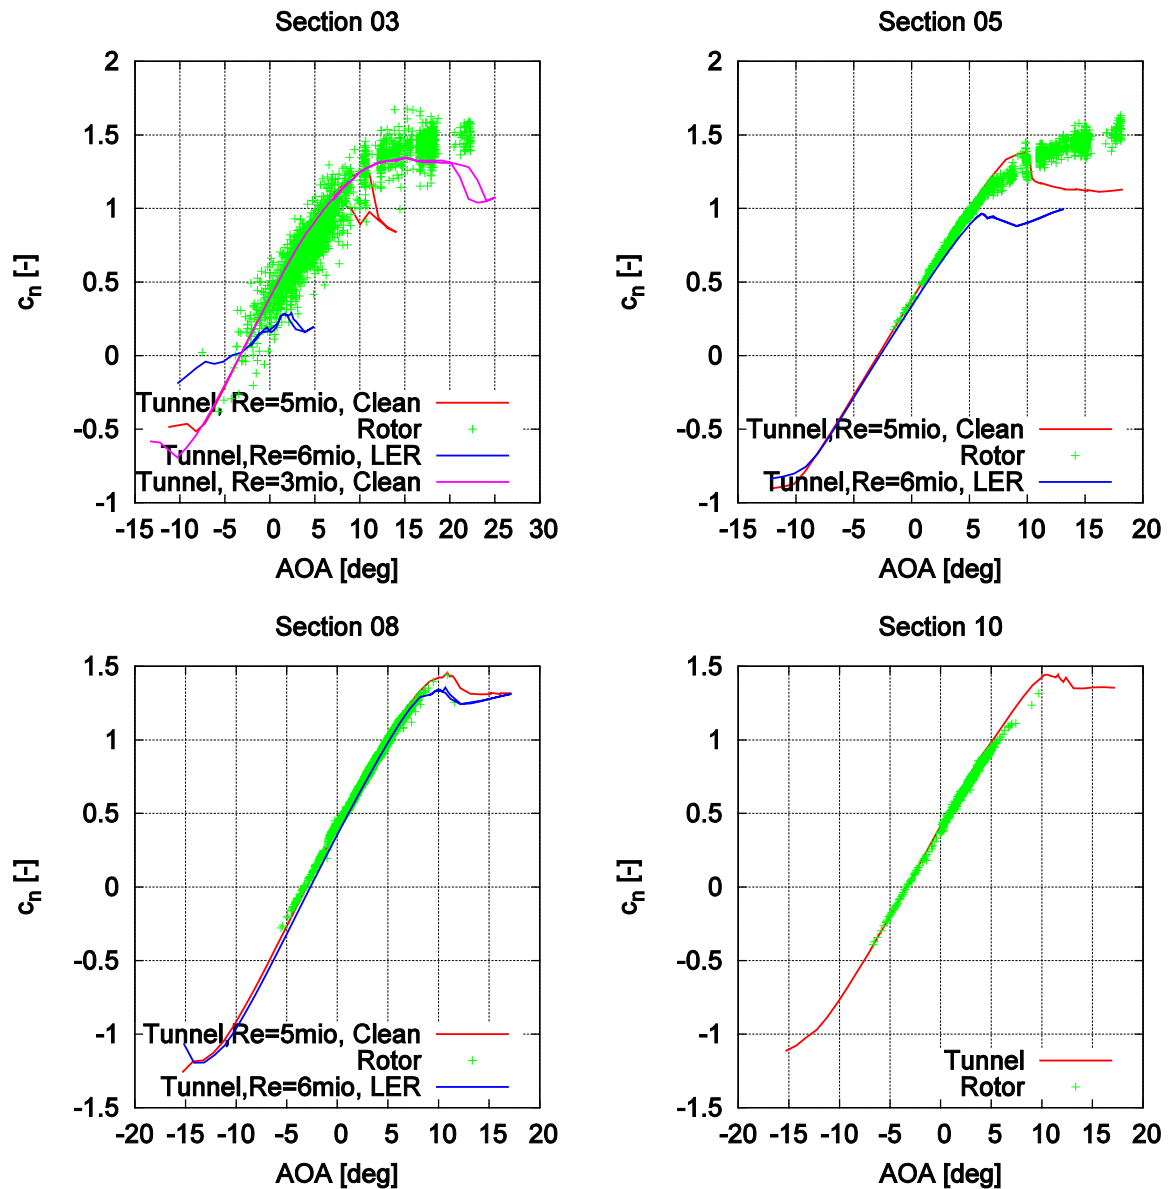 Section 03
2
1.5
1
0.5
0
-0.5
-1
c_n [-]
Tunnel, Re=5mio, Clean
Rotor
Tunnel,Re=6mio, LER
Tunnel, Re=3mio, Clean
-15 -10 -5 0 5 10 15 20 25 30
AOA [deg]
Section 05
2
1.5
1
0.5
0
-0.5
-1
c_n [-]
Tunnel,Re=5mio, Clean
Rotor
Tunnel,Re=6mio, LER
-15 -10 -5 0 5 10 15 20
AOA [deg]
Section 08
1.5
1
0.5
0
-0.5
-1
-1.5
c_n [-]
Tunnel,Re=5mio, Clean
Rotor
Tunnel,Re=6mio, LER
-20 -15 -10 -5 0 5 10 15 20
AOA [deg]
Section 10
1.5
1
0.5
0
-0.5
-1
-1.5
c_n [-]
Tunnel
Rotor
-20 -15 -10 -5 0 5 10 15 20
AOA [deg]